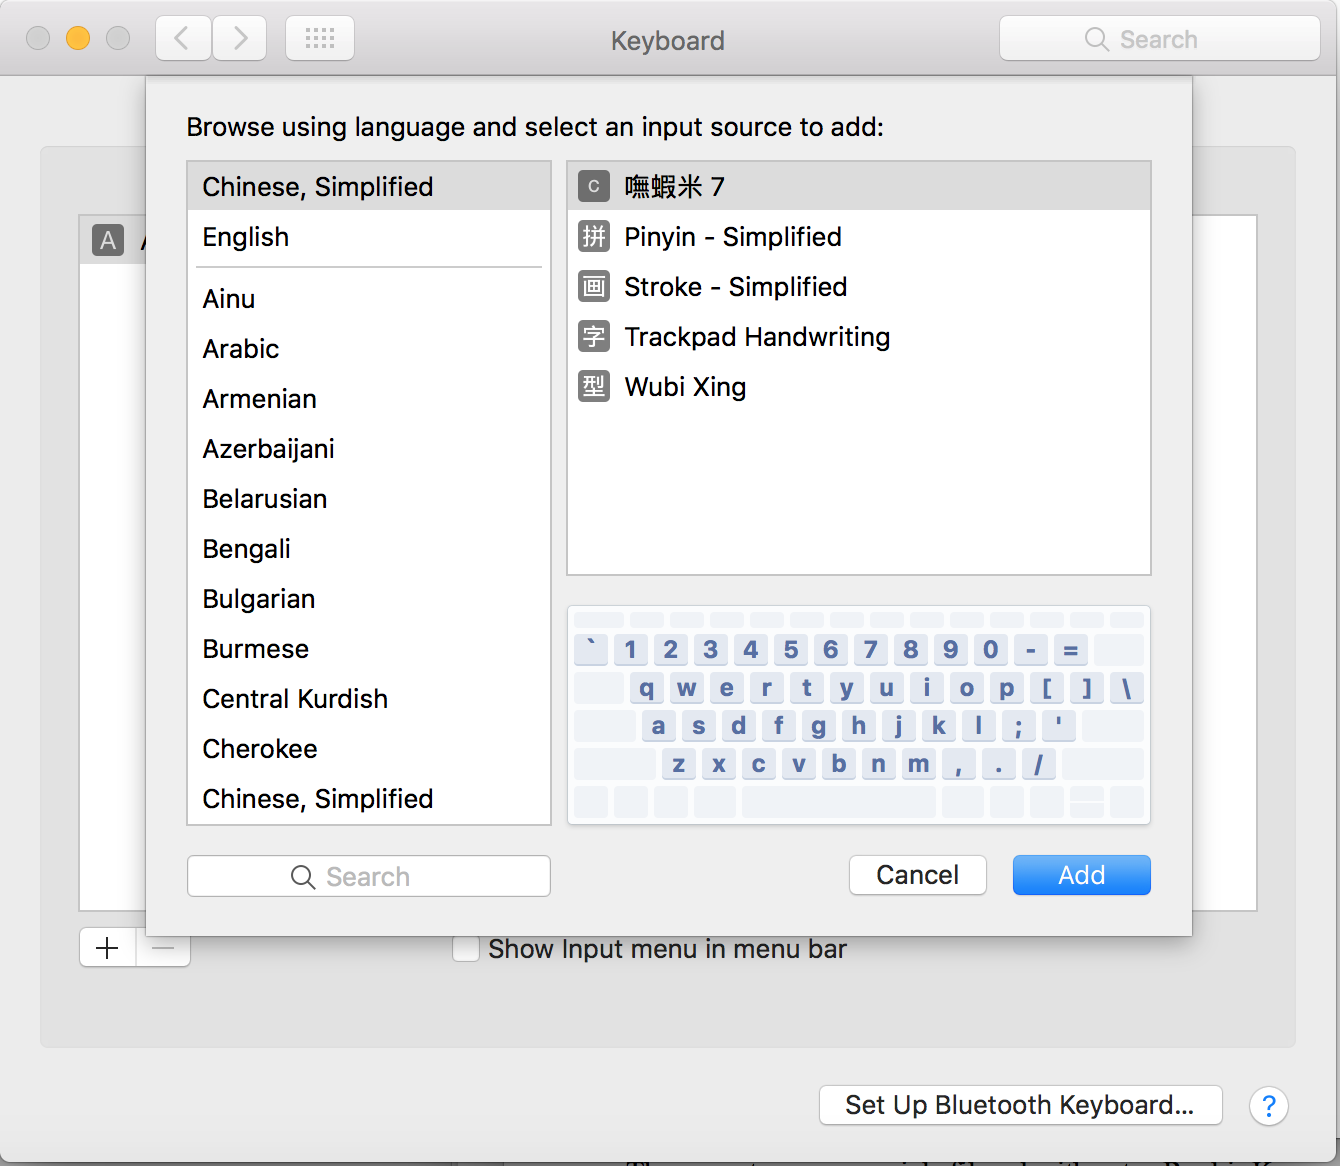 Keyboard
Search
Browse using language and select an input source to add:
Chinese, Simplified
English
Ainu
Arabic
Armenian
Azerbaijani
Belarusian
Bengali
Bulgarian
Burmese
Central Kurdish
Cherokee
Chinese, Simplified
Search
C 嘸蝦米 7
拼 Pinyin - Simplified
画 Stroke - Simplified
字 Trackpad Handwriting
型 Wubi Xing
` 1 2 3 4 5 6 7 8 9 0 - =
q w e r t y u i o p [ ] \
a s d f g h j k l ; '
z x c v b n m , . /
Cancel
Add
A
Show Input menu in menu bar
Set Up Bluetooth Keyboard...
?